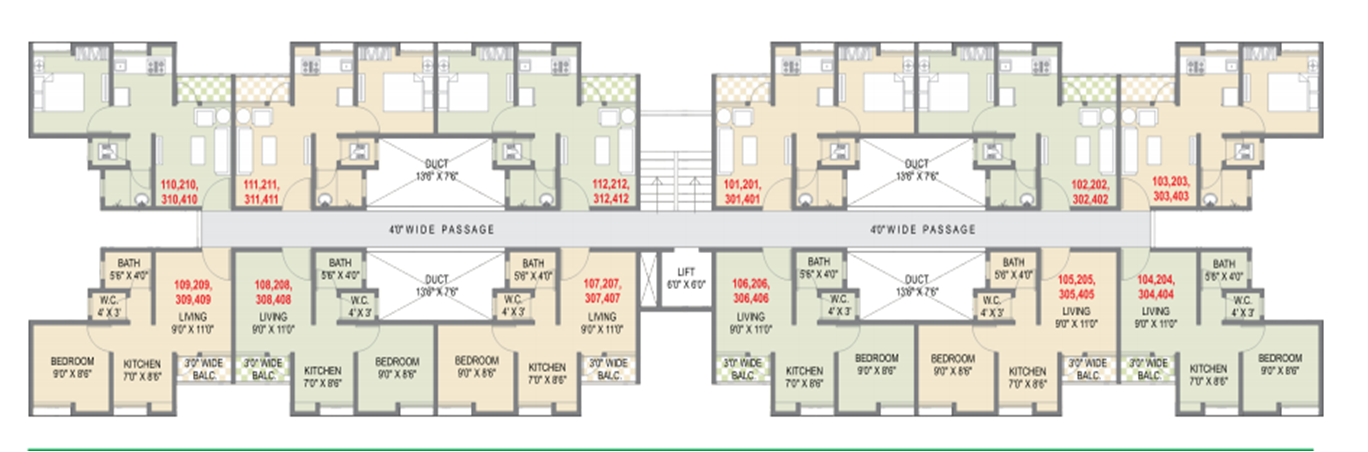 DUCT
13'6" X 7'6"
DUCT
13'6" X 7'6"
110,210,
310,410
111,211,
311,411
112,212,
312,412
101,201,
301,401
102,202,
302,402
103,203,
303,403
4'0" WIDE PASSAGE
4'0" WIDE PASSAGE
BATH
5'6" X 4'0"
W.C.
4' X 3'
109,209,
309,409
LIVING
9'0" X 11'0"
BEDROOM
9'0" X 8'6"
KITCHEN
7'0" X 8'6"
3'0" WIDE
BALC.
108,208,
308,408
LIVING
9'0" X 11'0"
3'0" WIDE
BALC.
BATH
5'6" X 4'0"
W.C.
4' X 3'
KITCHEN
7'0" X 8'6"
BEDROOM
9'0" X 8'6"
DUCT
13'6" X 7'6"
BATH
5'6" X 4'0"
W.C.
4' X 3'
107,207,
307,407
LIVING
9'0" X 11'0"
BEDROOM
9'0" X 8'6"
KITCHEN
7'0" X 8'6"
3'0" WIDE
BALC.
LIFT
6'0" X 6'0"
106,206,
306,406
LIVING
9'0" X 11'0"
3'0" WIDE
BALC.
BATH
5'6" X 4'0"
W.C.
4' X 3'
KITCHEN
7'0" X 8'6"
BEDROOM
9'0" X 8'6"
DUCT
13'6" X 7'6"
BATH
5'6" X 4'0"
W.C.
4' X 3'
105,205,
305,405
LIVING
9'0" X 11'0"
BEDROOM
9'0" X 8'6"
KITCHEN
7'0" X 8'6"
3'0" WIDE
BALC.
104,204,
304,404
LIVING
9'0" X 11'0"
3'0" WIDE
BALC.
BATH
5'6" X 4'0"
W.C.
4' X 3'
KITCHEN
7'0" X 8'6"
BEDROOM
9'0" X 8'6"